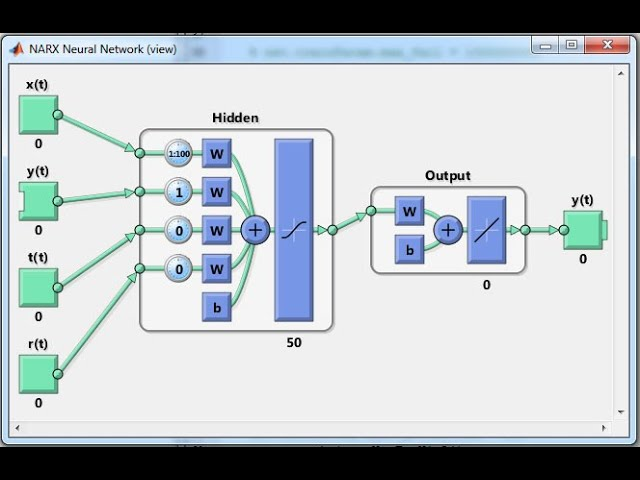 NARX Neural Network (view)
x(t)
0
y(t)
0
t(t)
0
r(t)
0
Hidden
1:100
W
1
W
0
W
0
W
b
50
Output
W
b
0
y(t)
0